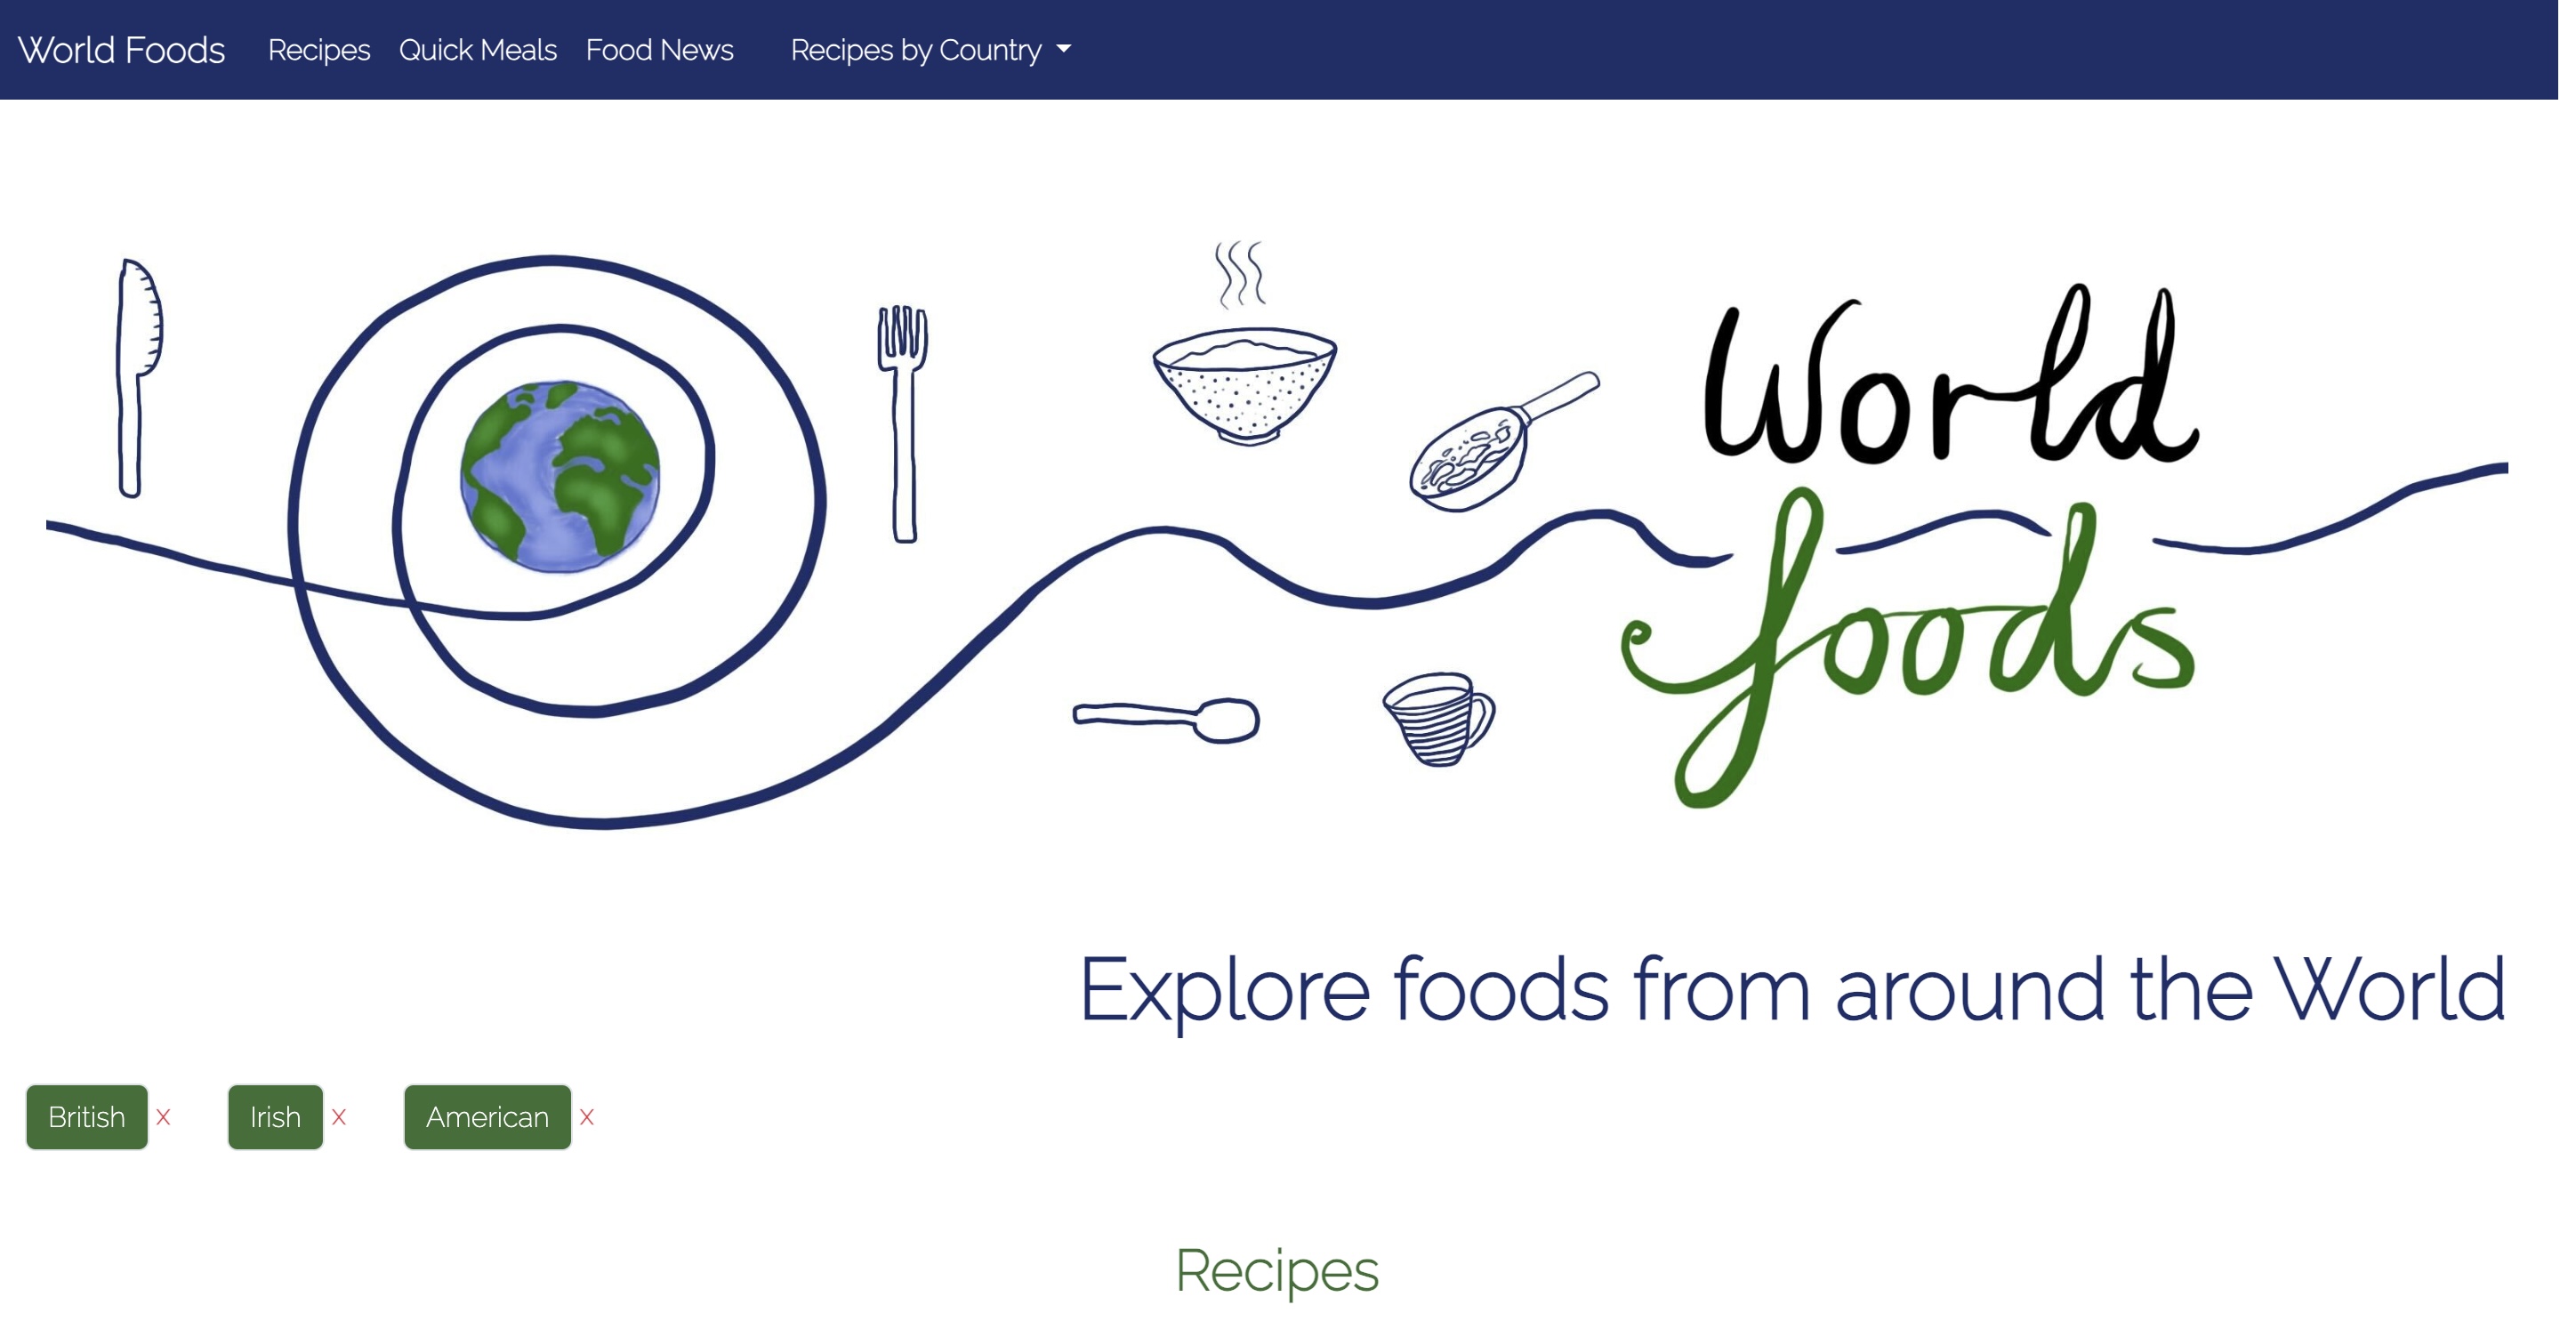 World Foods Recipes Quick Meals Food News Recipes by Country
World
foods
Explore foods from around the World
British x Irish x American x
Recipes